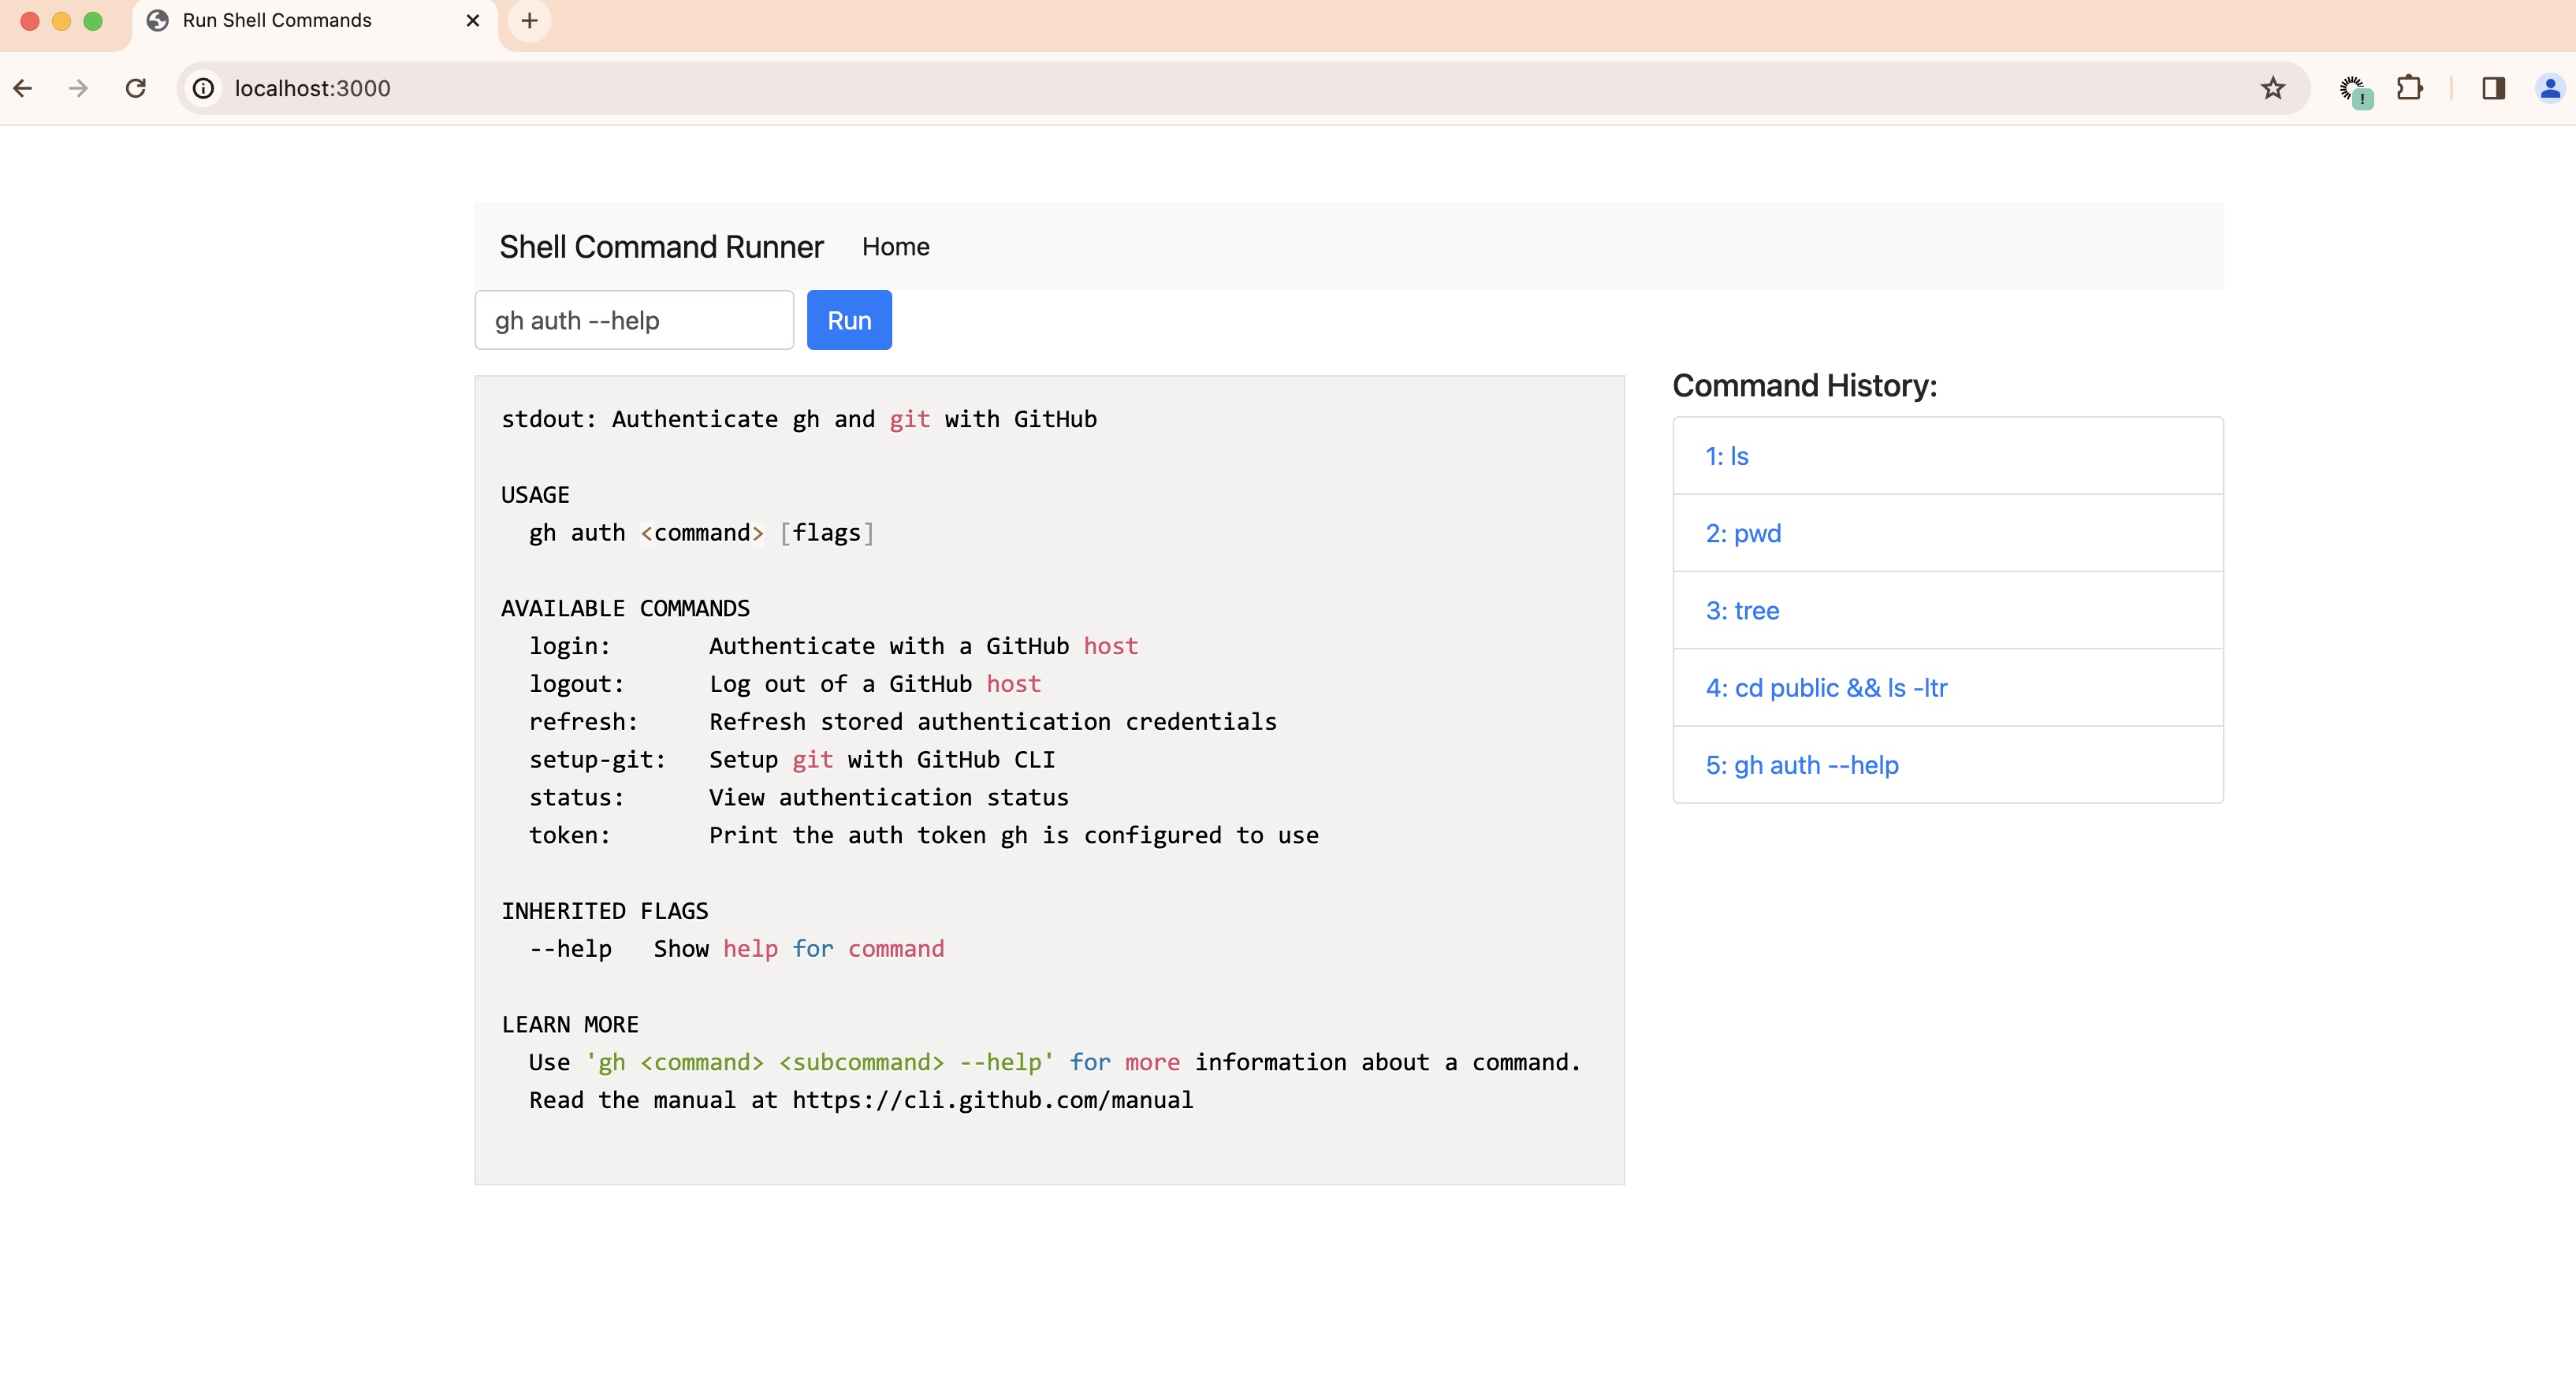 Run Shell Commands
localhost:3000
Shell Command Runner Home
gh auth --help Run
stdout: Authenticate gh and git with GitHub
USAGE
gh auth <command> [flags]
AVAILABLE COMMANDS
login: Authenticate with a GitHub host
logout: Log out of a GitHub host
refresh: Refresh stored authentication credentials
setup-git: Setup git with GitHub CLI
status: View authentication status
token: Print the auth token gh is configured to use
INHERITED FLAGS
--help Show help for command
LEARN MORE
Use 'gh <command> <subcommand> --help' for more information about a command.
Read the manual at https://cli.github.com/manual
Command History:
1: ls
2: pwd
3: tree
4: cd public && ls -ltr
5: gh auth --help